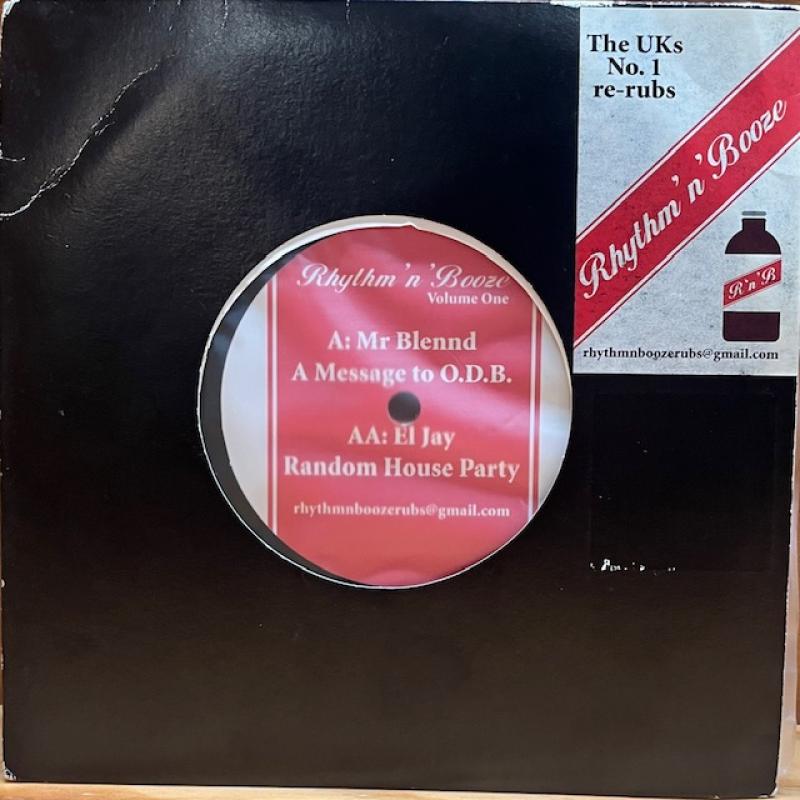 The UKs
No. 1
re-rubs
Rhythm 'n' Booze
R'n'B
rhythmnboozerubs@gmail.com
Rhythm 'n' Booze
Volume One
A: Mr Blennd
A Message to O.D.B.
AA: El Jay
Random House Party
rhythmnboozerubs@gmail.com